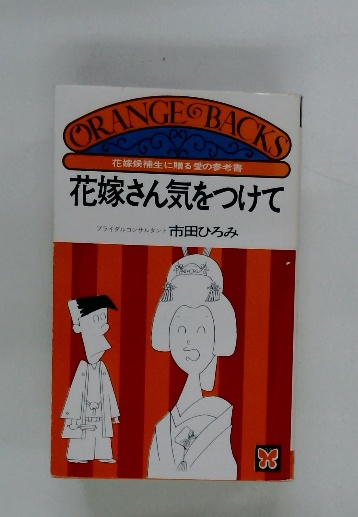 ORANGE BACKS
花嫁候補生に贈る愛の参考書
花嫁さん気をつけて
ブライダルコンサルタント 市田ひろみ